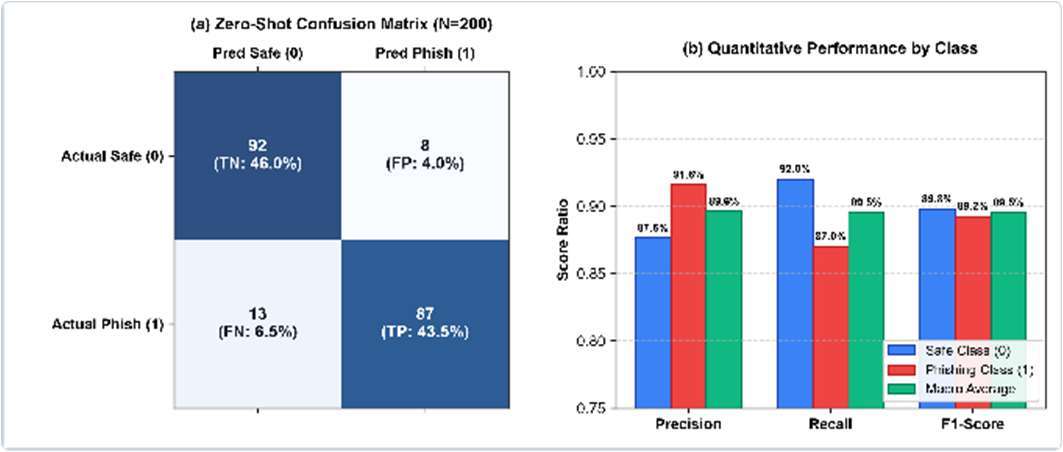 (a) Zero-Shot Confusion Matrix (N=200)
Pred Safe (0) Pred Phish (1)
Actual Safe (0)
92
(TN: 46.0%)
8
(FP: 4.0%)
Actual Phish (1)
13
(FN: 6.5%)
87
(TP: 43.5%)
(b) Quantitative Performance by Class
Score Ratio
1.00
0.95
0.90
0.85
0.80
0.75
87.6%
91.6%
89.6%
92.0%
87.0%
89.5%
89.8%
89.2%
89.5%
Safe Class (0)
Phishing Class (1)
Macro Average
Precision Recall F1-Score